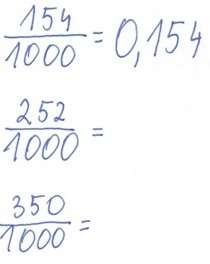 154/1000 = 0,154
252/1000 =
350/1000 =